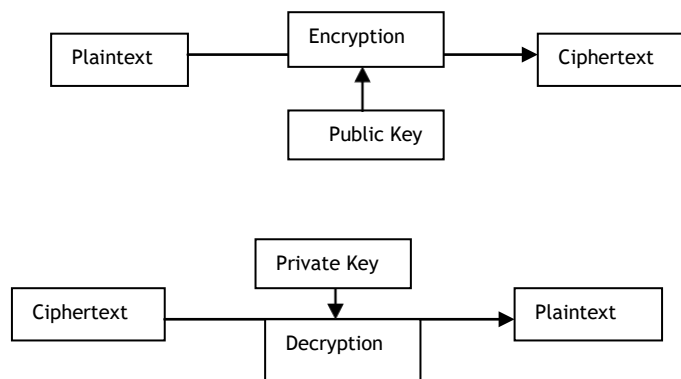 Encryption
Plaintext
Ciphertext
Public Key
Private Key
Ciphertext
Plaintext
Decryption